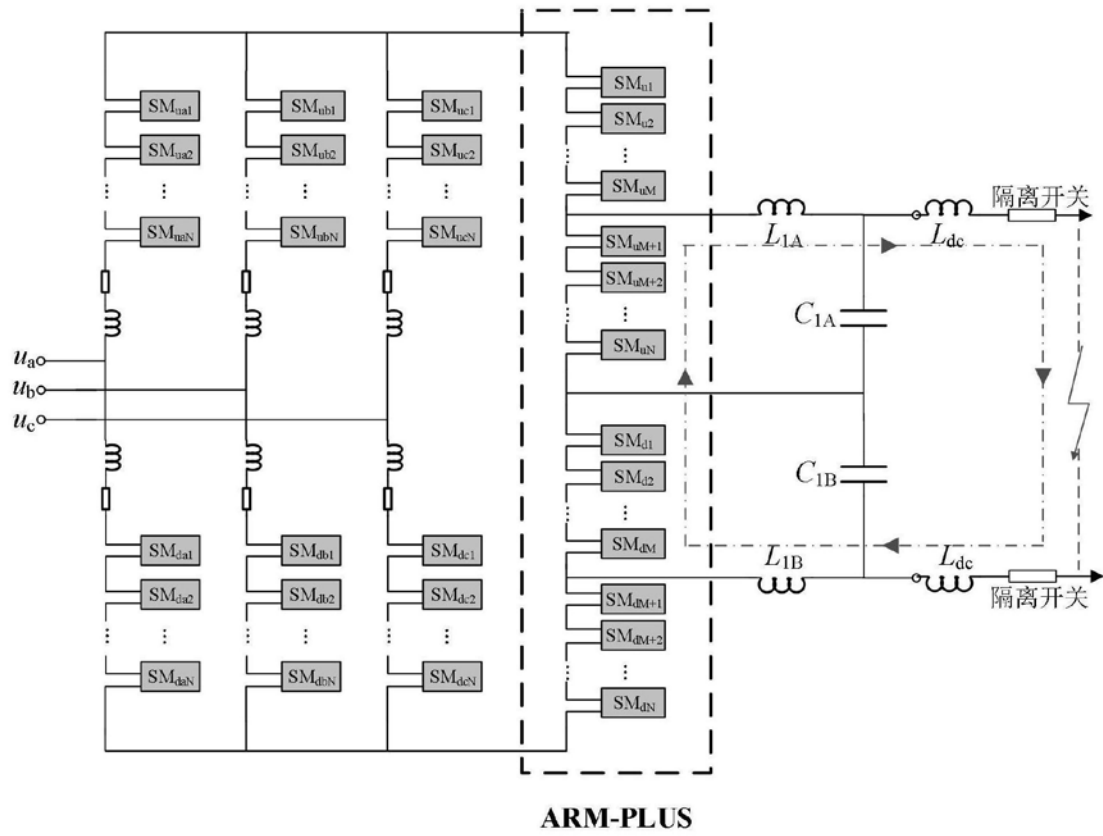 SMua1
SMub1
SMuc1
SMu1
SMua2
SMub2
SMuc2
SMu2
⋮ ⋮ ⋮ ⋮
SMuaN
SMubN
SMucN
SMuM
隔离开关
L1A
Ldc
SMuM+1
SMuM+2
⋮
SMuN
C1A
ua
ub
uc
SMd1
SMd2
⋮
SMdM
C1B
L1B
Ldc
隔离开关
SMda1
SMdb1
SMdc1
SMdM+1
SMda2
SMdb2
SMdc2
SMdM+2
⋮ ⋮ ⋮ ⋮
SMdaN
SMdbN
SMdcN
SMdN
ARM-PLUS